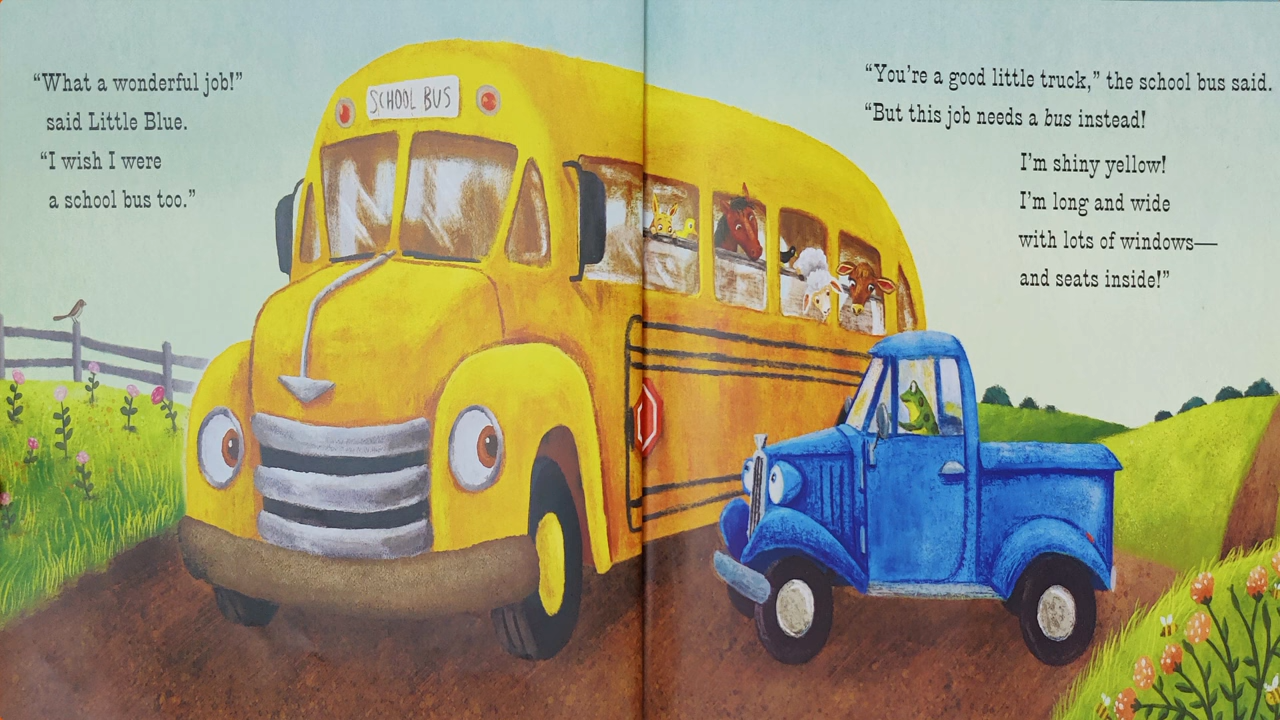 “What a wonderful job!”
said Little Blue.
“I wish I were
a school bus too.”
SCHOOL BUS
“You’re a good little truck,” the school bus said.
“But this job needs a bus instead!
I’m shiny yellow!
I’m long and wide
with lots of windows—
and seats inside!”